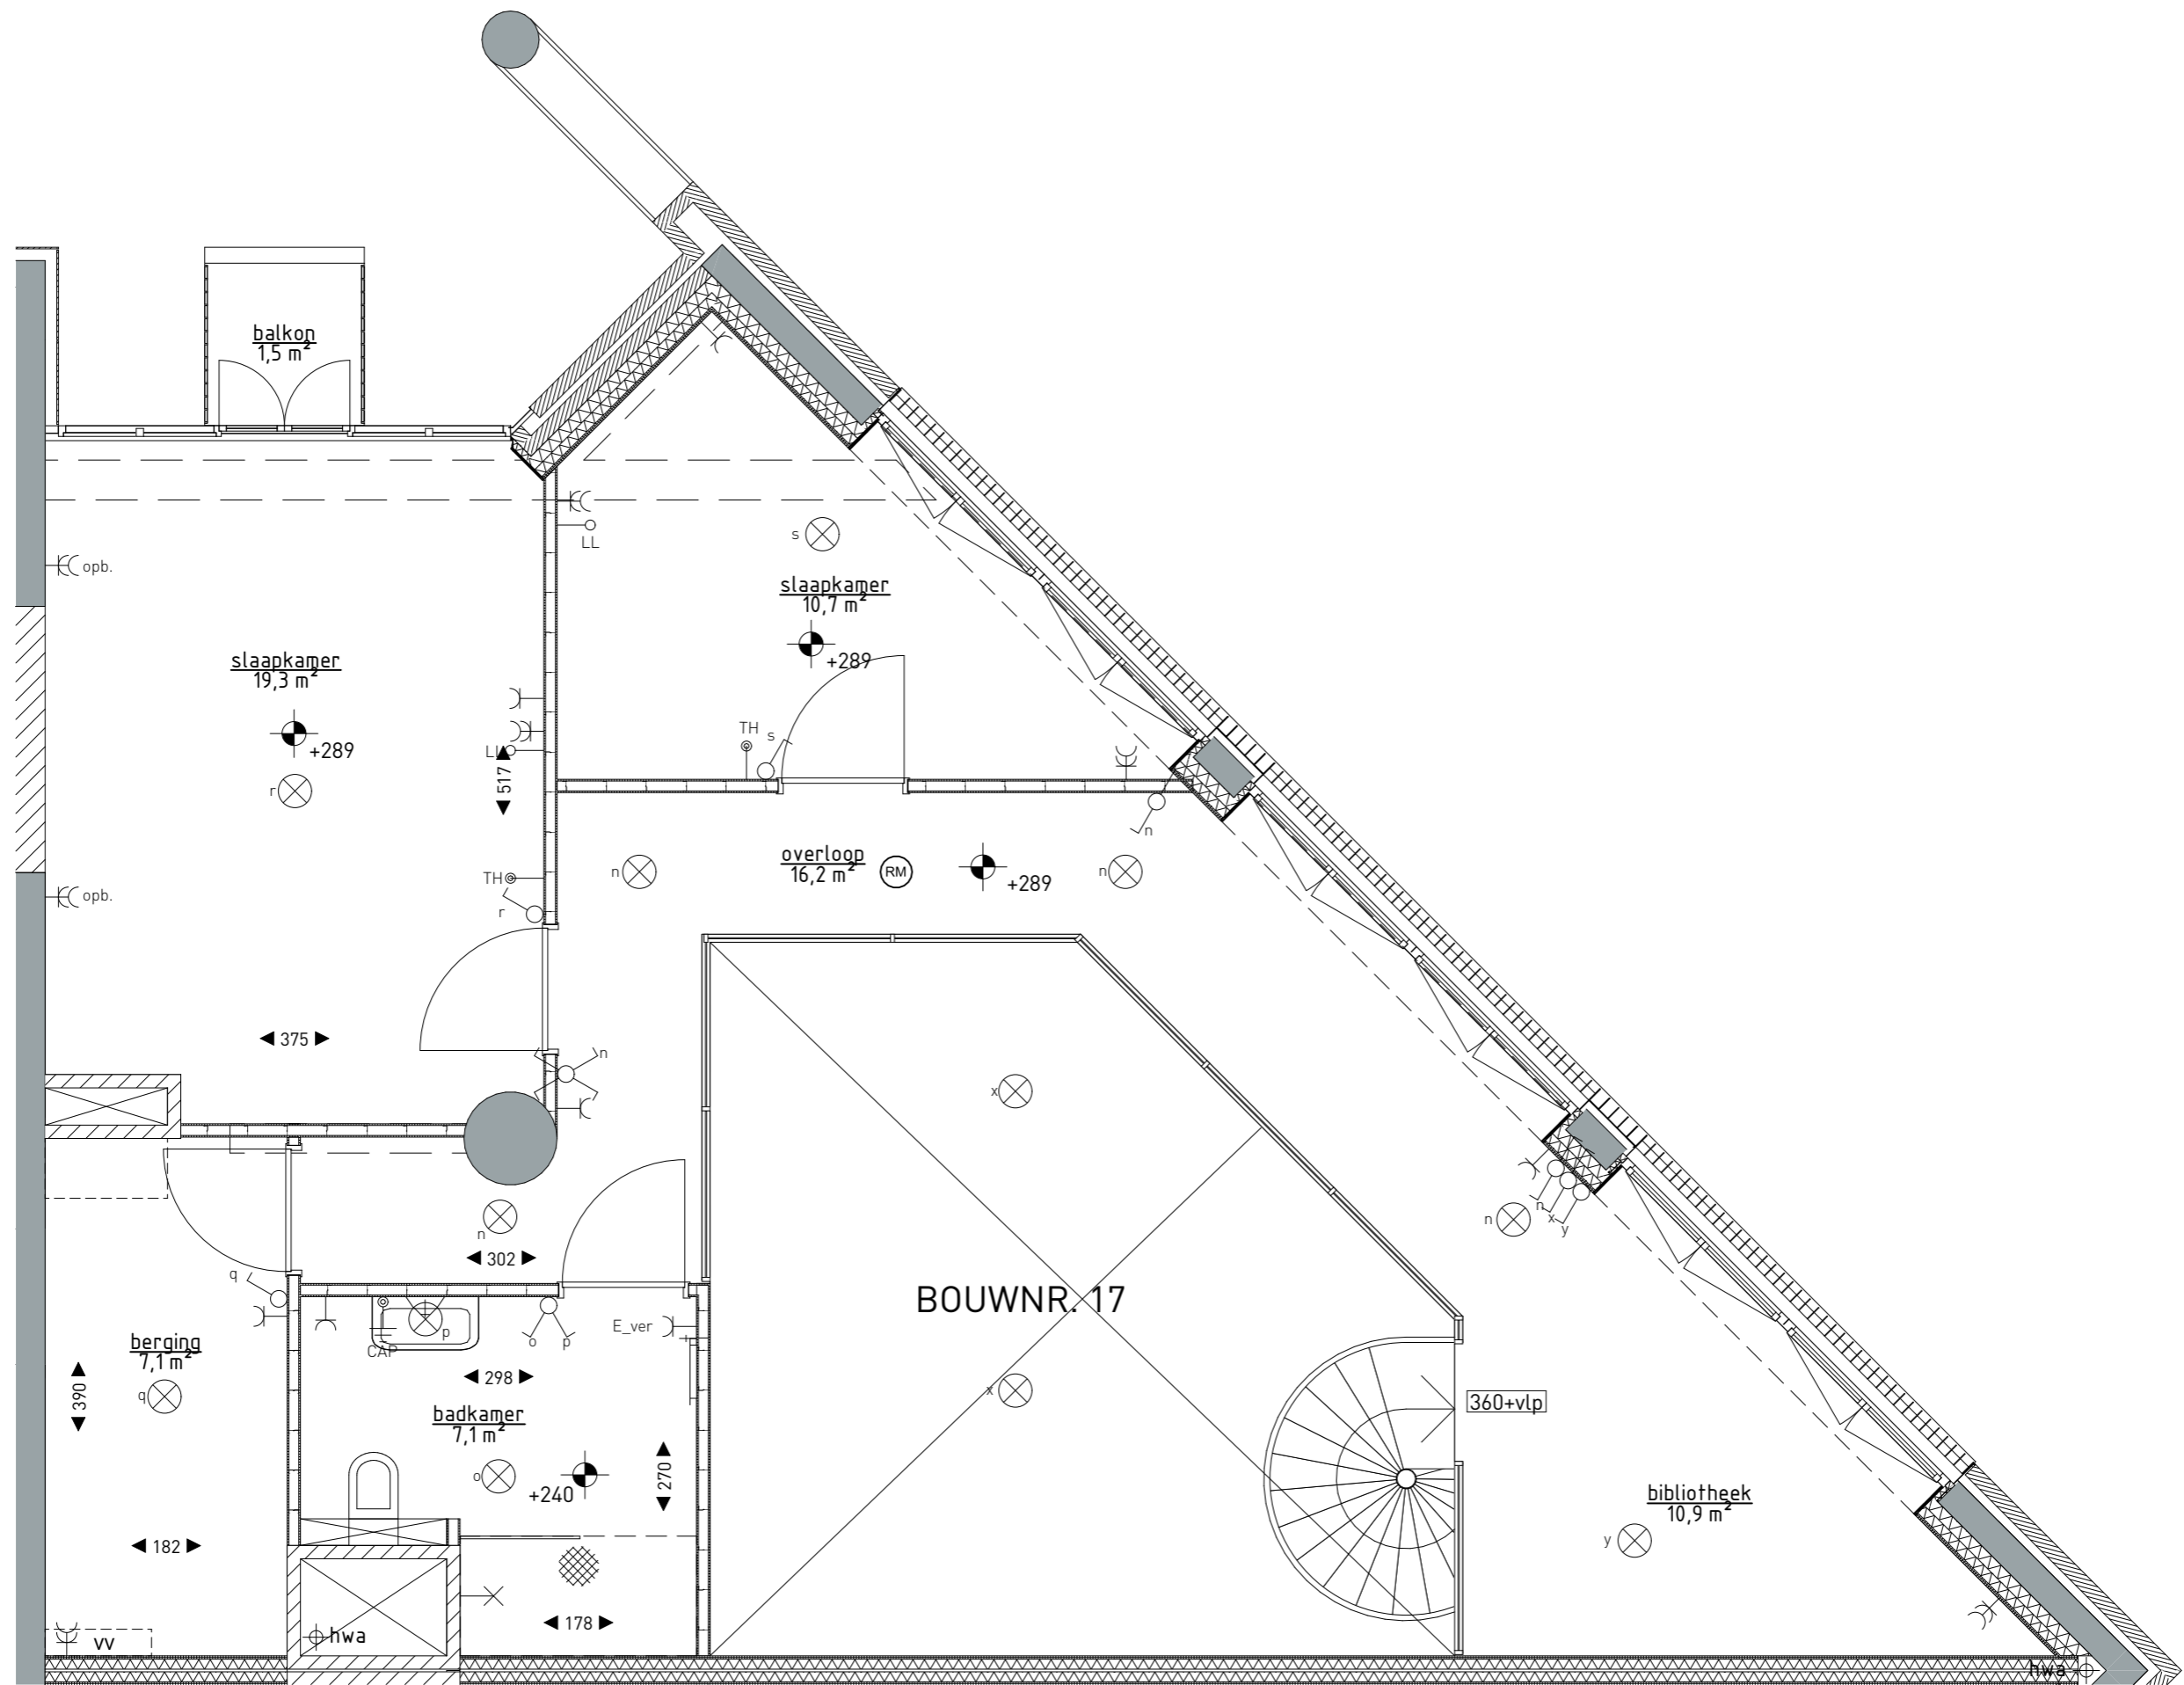 balkon
1,5 m²
opb.
LL
s
slaapkamer
10,7 m²
+289
slaapkamer
19,3 m²
+289
r
LL
517
TH
s
n
overloop
16,2 m²
RM
n
n
+289
TH
r
opb.
375
n
x
n
302
n
n
x
y
q
BOUWNR. 17
E_ver
p
o
p
CAP
berging
7,1 m²
q
390
298
badkamer
7,1 m²
x
360+vlp
o
+240
270
bibliotheek
10,9 m²
y
182
178
hwa
vv
hwa